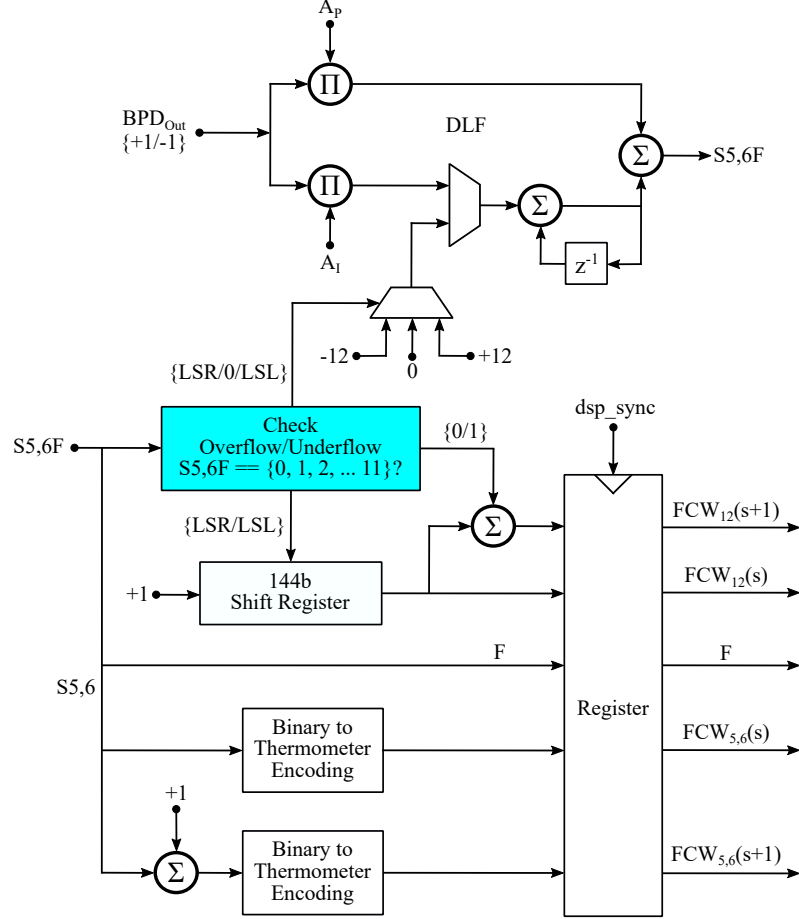 A_P
Π
BPD_Out
{+1/-1}
DLF
Σ
S5,6F
Π
Σ
z^-1
A_I
-12
0
+12
{LSR/0/LSL}
dsp_sync
S5,6F
Check
Overflow/Underflow
S5,6F == {0, 1, 2, ... 11}?
{0/1}
{LSR/LSL}
Σ
FCW_12(s+1)
+1
144b
Shift Register
FCW_12(s)
F
F
S5,6
Register
Binary to
Thermometer
Encoding
FCW_5,6(s)
+1
Σ
Binary to
Thermometer
Encoding
FCW_5,6(s+1)